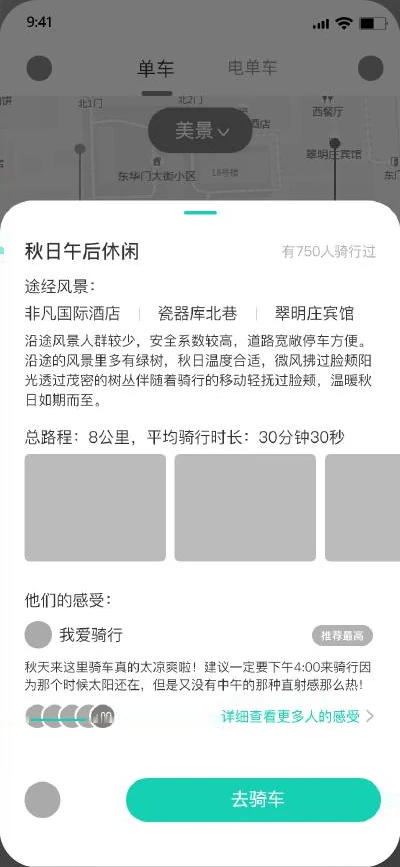 9:41
单车
电单车
北1门
北2门
西餐厅
美景
酒店
翠明庄宾馆
东华门大街小区
18号楼
秋日午后休闲
有750人骑行过
途经风景：
非凡国际酒店
瓷器库北巷
翠明庄宾馆
沿途风景人群较少，安全系数较高，道路宽敞停车方便。
沿途的风景里多有绿树，秋日温度合适，微风拂过脸颊阳
光透过茂密的树丛伴随着骑行的移动轻抚过脸颊，温暖秋
日如期而至。
总路程：8公里，平均骑行时长：30分钟30秒
他们的感受：
我爱骑行
推荐最高
秋天来这里骑车真的太凉爽啦！建议一定要下午4:00来骑行因
为那个时候太阳还在，但是又没有中午的那种直射感那么热！
详细查看更多人的感受
去骑车